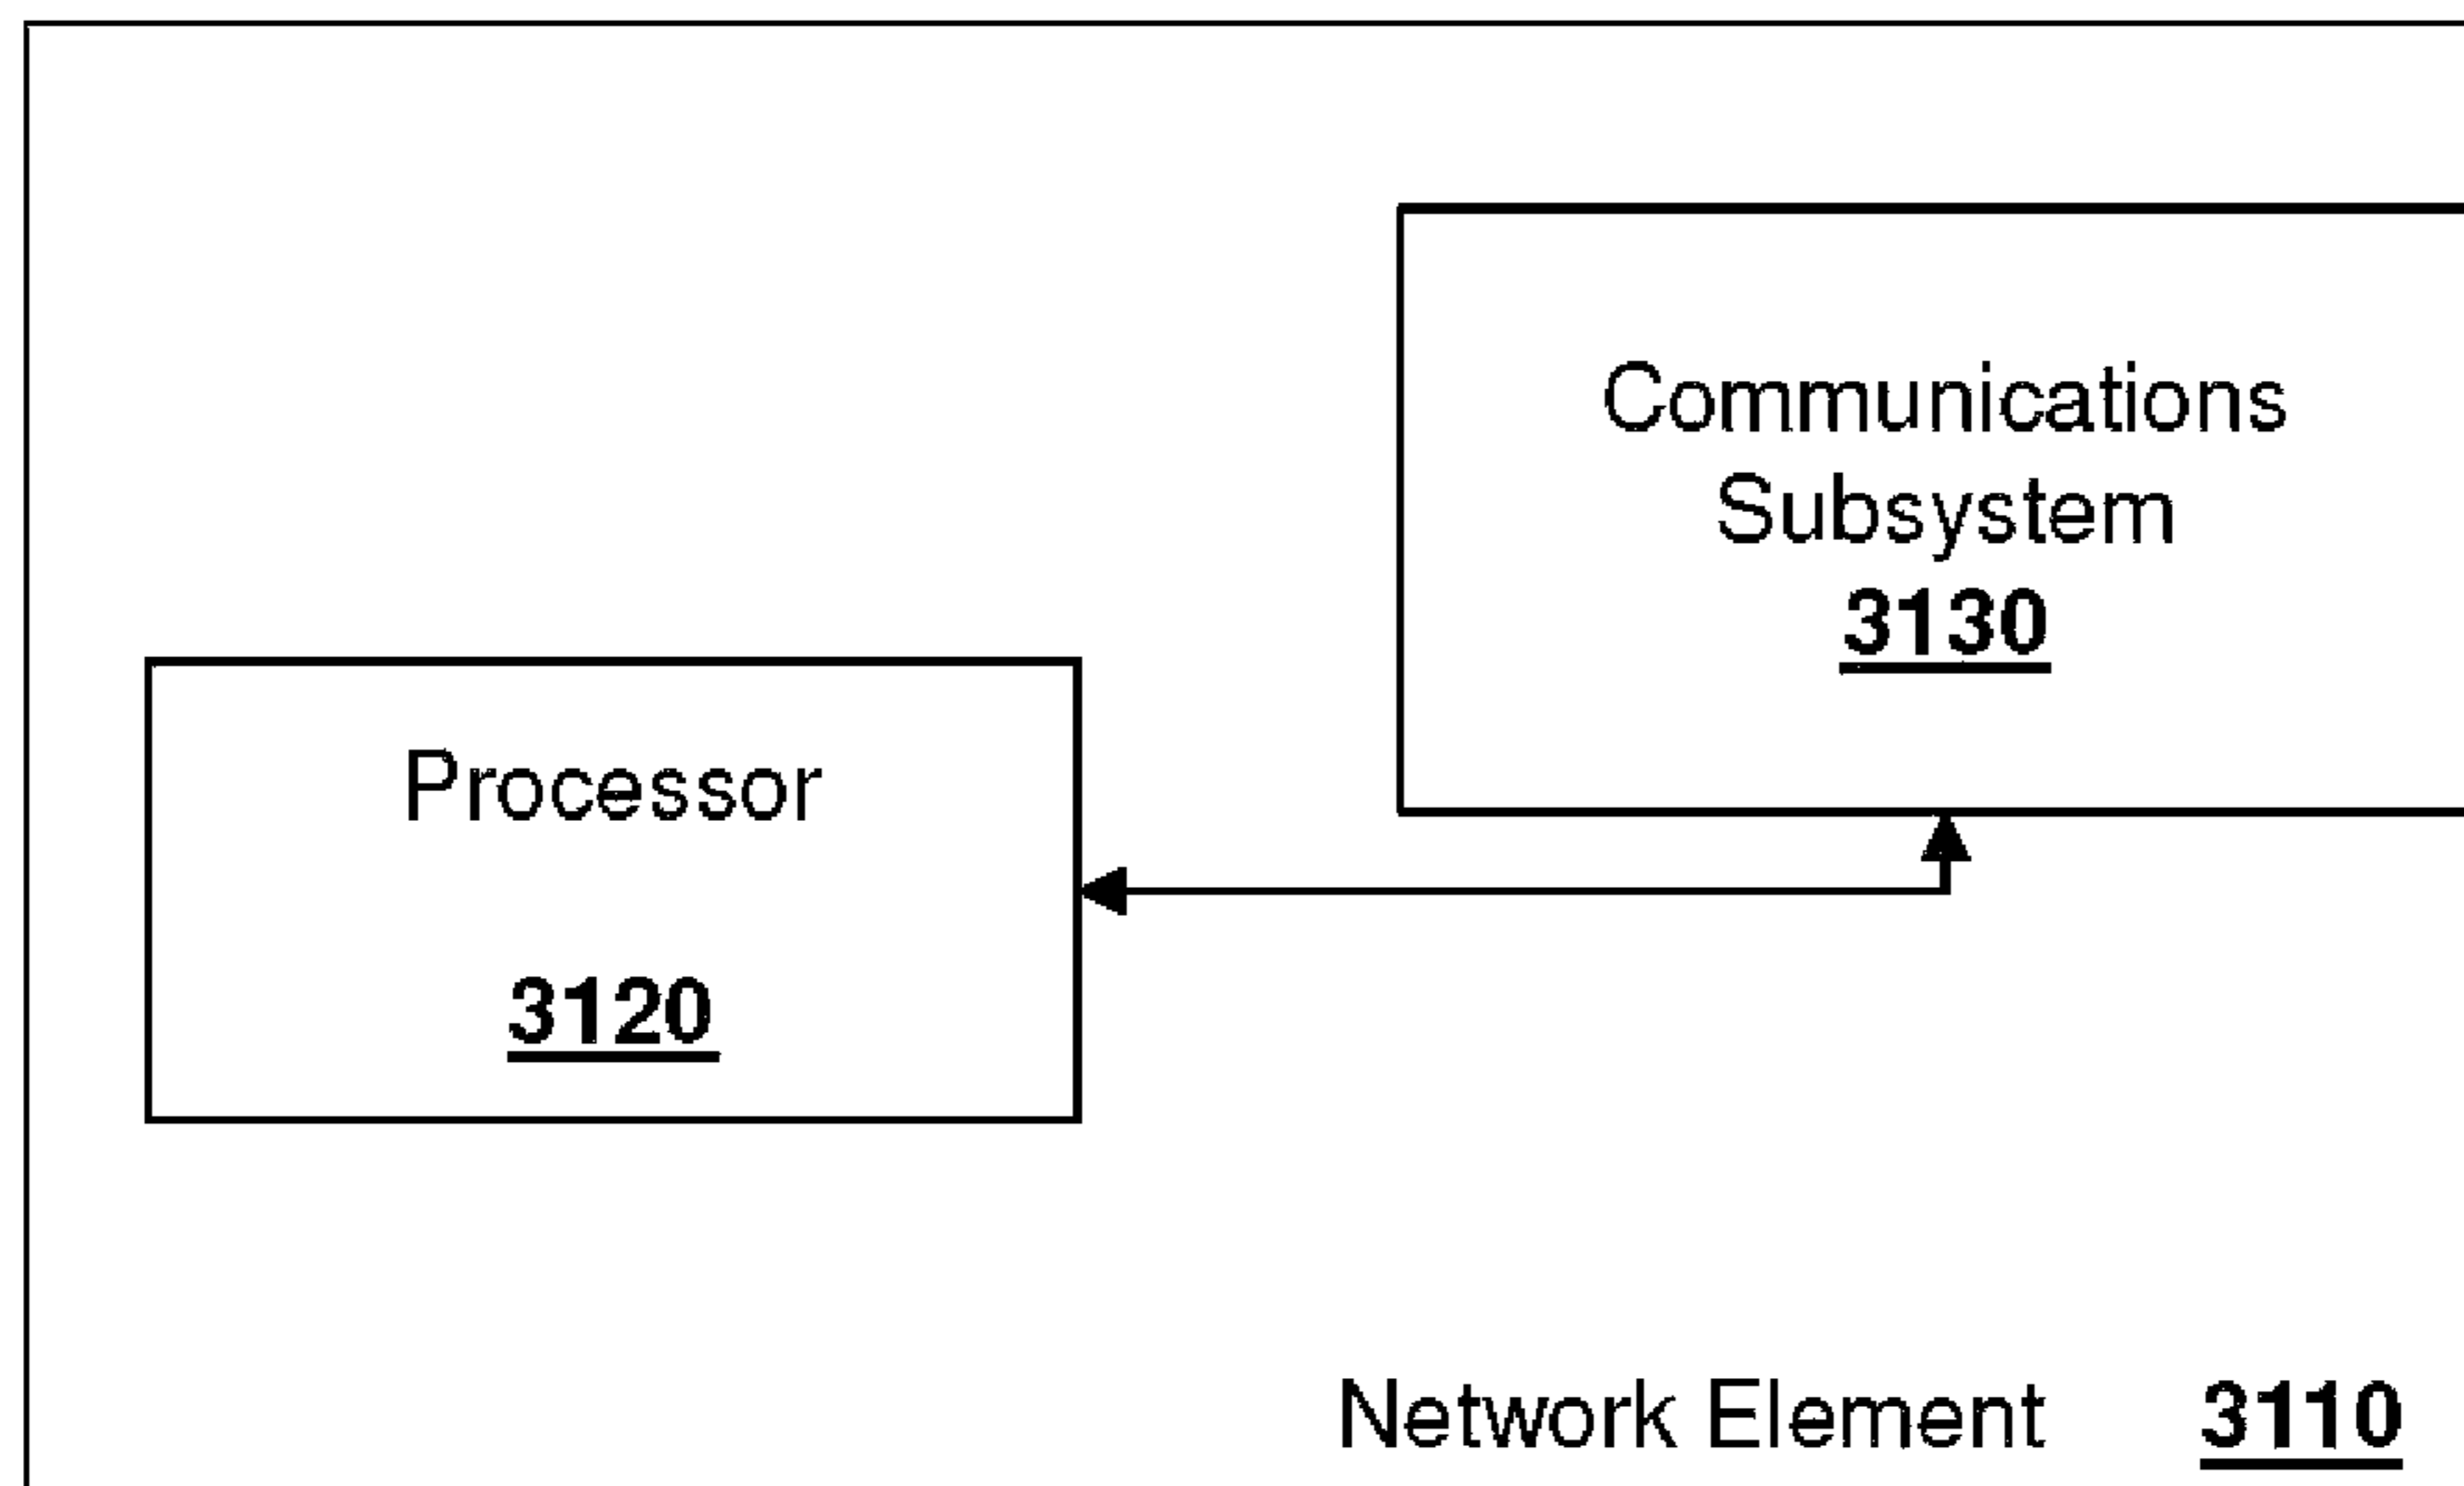 Communications
Subsystem
3130
Processor
3120
Network Element 3110